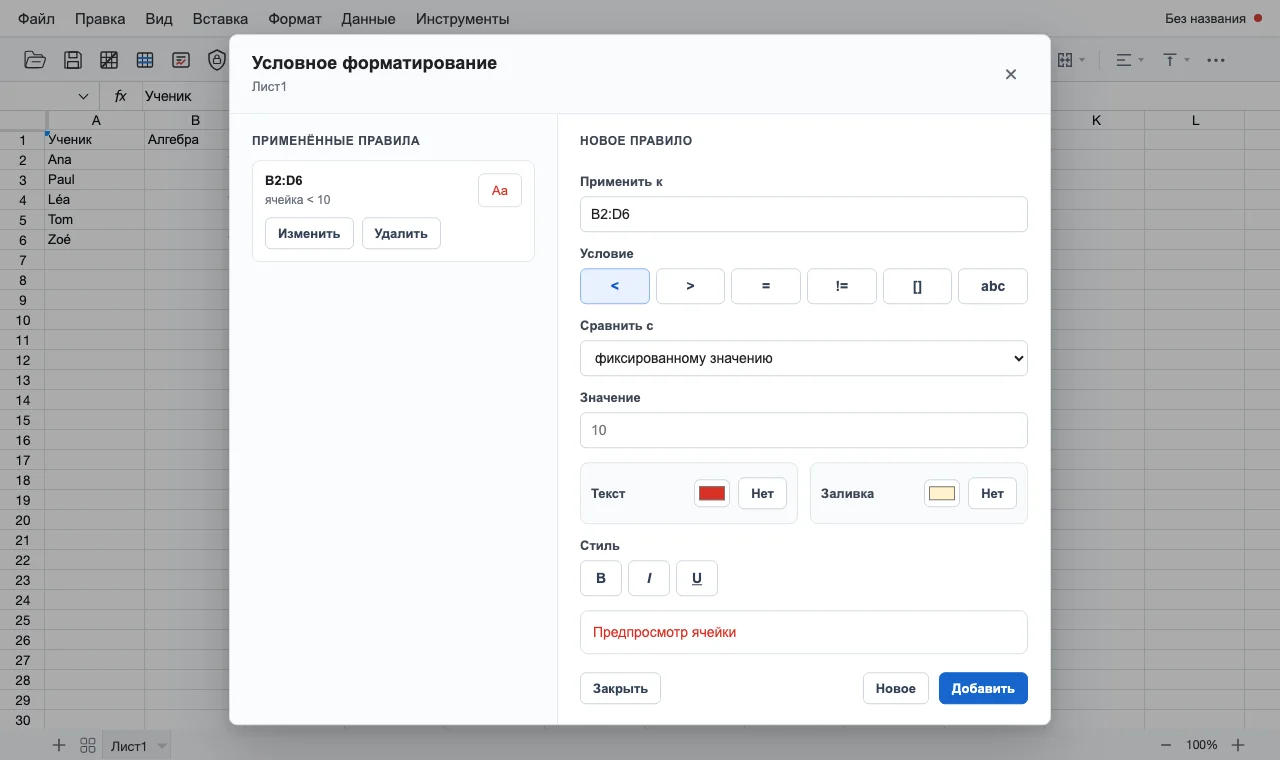 Файл Правка Вид Вставка Формат Данные Инструменты Без названия
Условное форматирование
Лист1
fx Ученик
A B K L
ПРИМЕНЁННЫЕ ПРАВИЛА
B2:D6
ячейка < 10
Aa
Изменить Удалить
НОВОЕ ПРАВИЛО
Применить к
B2:D6
Условие
< > = != [] abc
Сравнить с
фиксированному значению
Значение
10
Текст Нет Заливка Нет
Стиль
B I U
Предпросмотр ячейки
Закрыть Новое Добавить
1 Ученик Алгебра
2 Ana
3 Paul
4 Léa
5 Tom
6 Zoé
7
8
9
10
11
12
13
14
15
16
17
18
19
20
21
22
23
24
25
26
27
28
29
30
Лист1 100%